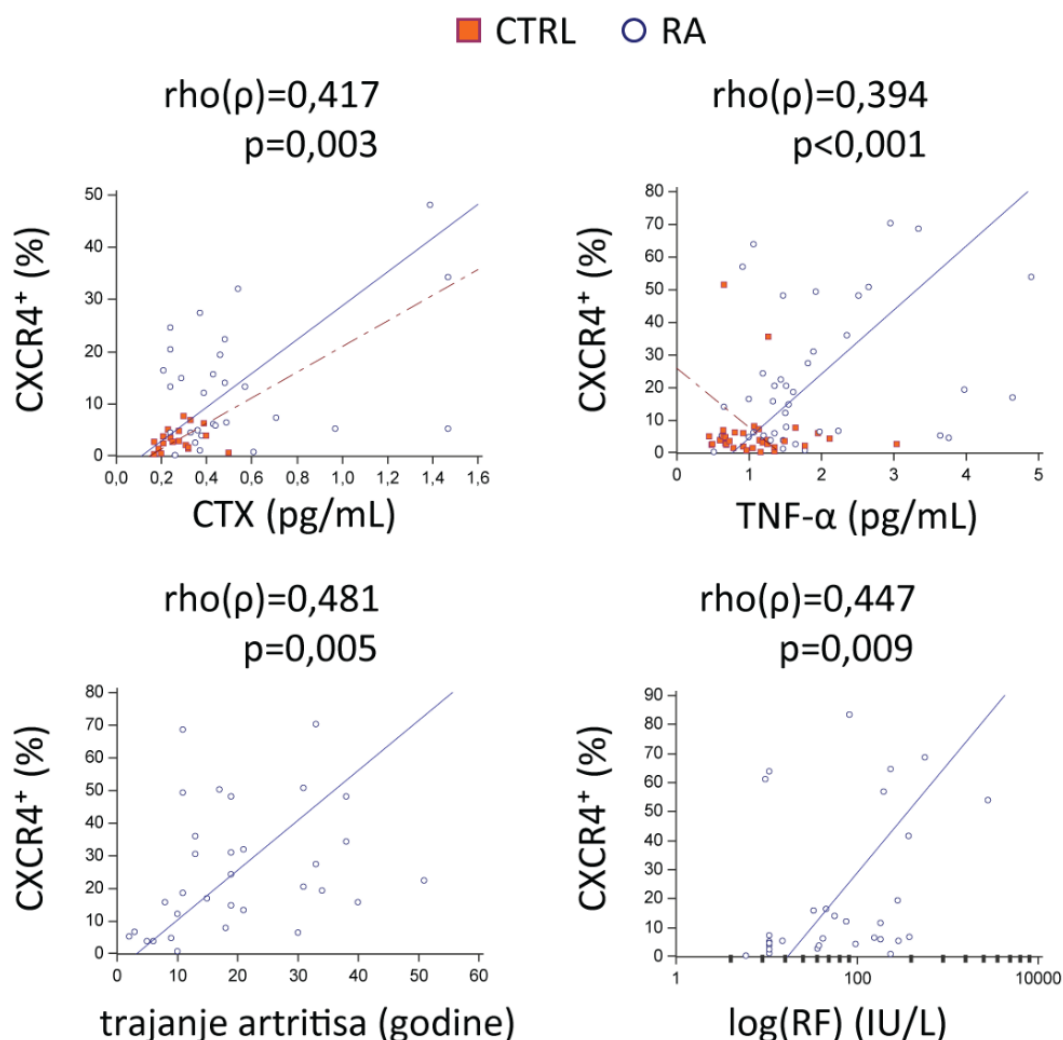 CTRL RA
rho(ρ)=0,417
p=0,003
CXCR4⁺ (%)
50
40
30
20
10
0
0,0 0,2 0,4 0,6 0,8 1,0 1,2 1,4 1,6
CTX (pg/mL)
rho(ρ)=0,394
p<0,001
CXCR4⁺ (%)
80
70
60
50
40
30
20
10
0
0 1 2 3 4 5
TNF-α (pg/mL)
rho(ρ)=0,481
p=0,005
CXCR4⁺ (%)
80
70
60
50
40
30
20
10
0
0 10 20 30 40 50 60
trajanje artritisa (godine)
rho(ρ)=0,447
p=0,009
CXCR4⁺ (%)
90
80
70
60
50
40
30
20
10
0
1 100 10000
log(RF) (IU/L)